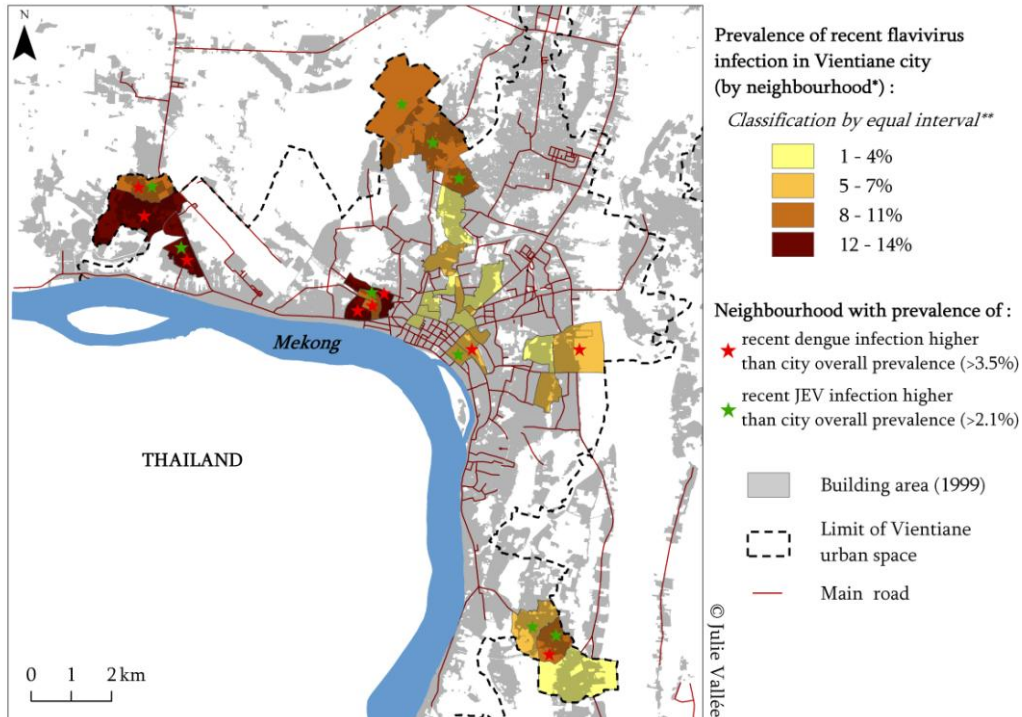 N
Mekong
THAILAND
0 1 2 km
© Julie Vallée
Prevalence of recent flavivirus
infection in Vientiane city
(by neighbourhood*) :
Classification by equal interval**
1 - 4%
5 - 7%
8 - 11%
12 - 14%
Neighbourhood with prevalence of :
recent dengue infection higher
than city overall prevalence (>3.5%)
recent JEV infection higher
than city overall prevalence (>2.1%)
Building area (1999)
Limit of Vientiane
urban space
Main road